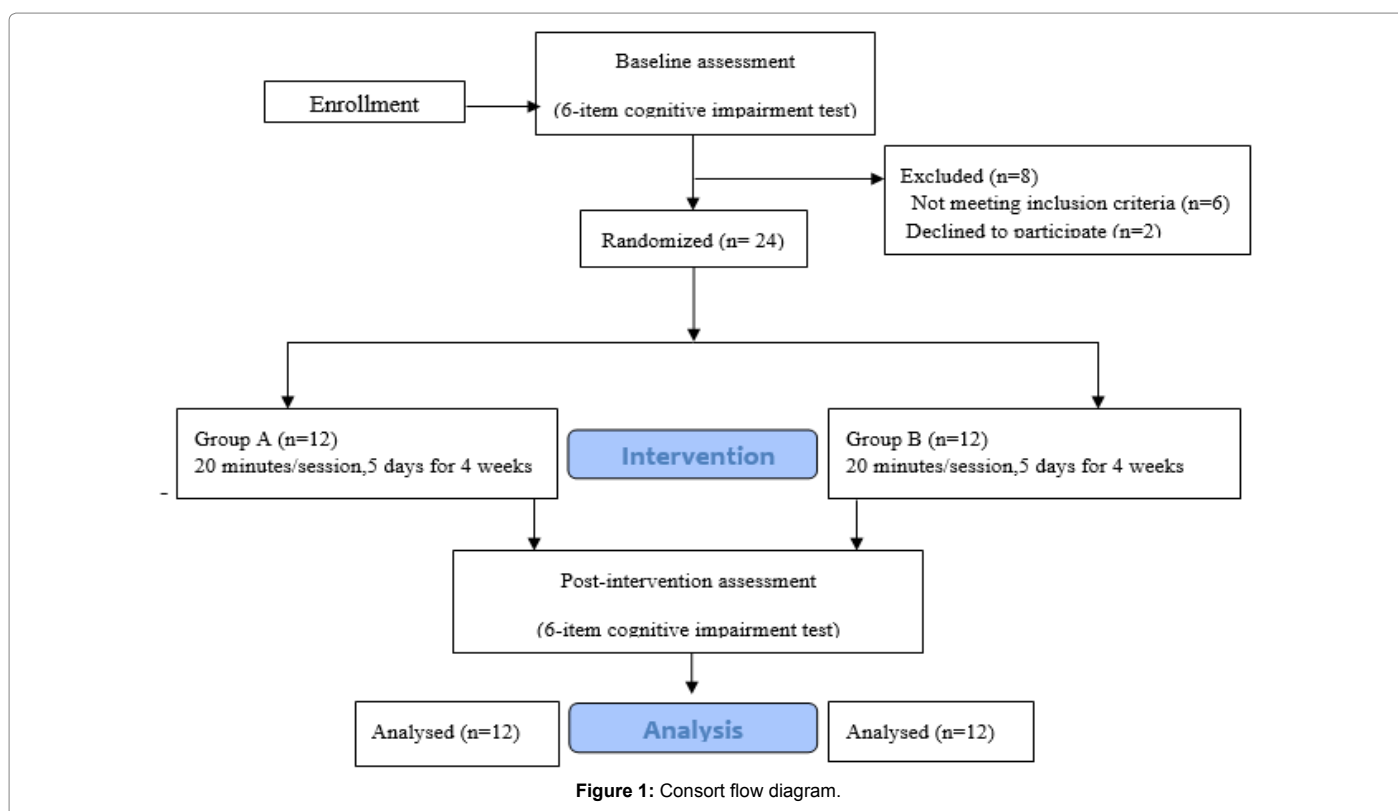 Baseline assessment
(6-item cognitive impairment test)
Enrollment
Excluded (n=8)
Not meeting inclusion criteria (n=6)
Declined to participate (n=2)
Randomized (n= 24)
Group A (n=12)
20 minutes/session,5 days for 4 weeks
Intervention
Group B (n=12)
20 minutes/session,5 days for 4 weeks
Post-intervention assessment
(6-item cognitive impairment test)
Analysed (n=12)
Analysis
Analysed (n=12)
Figure 1: Consort flow diagram.